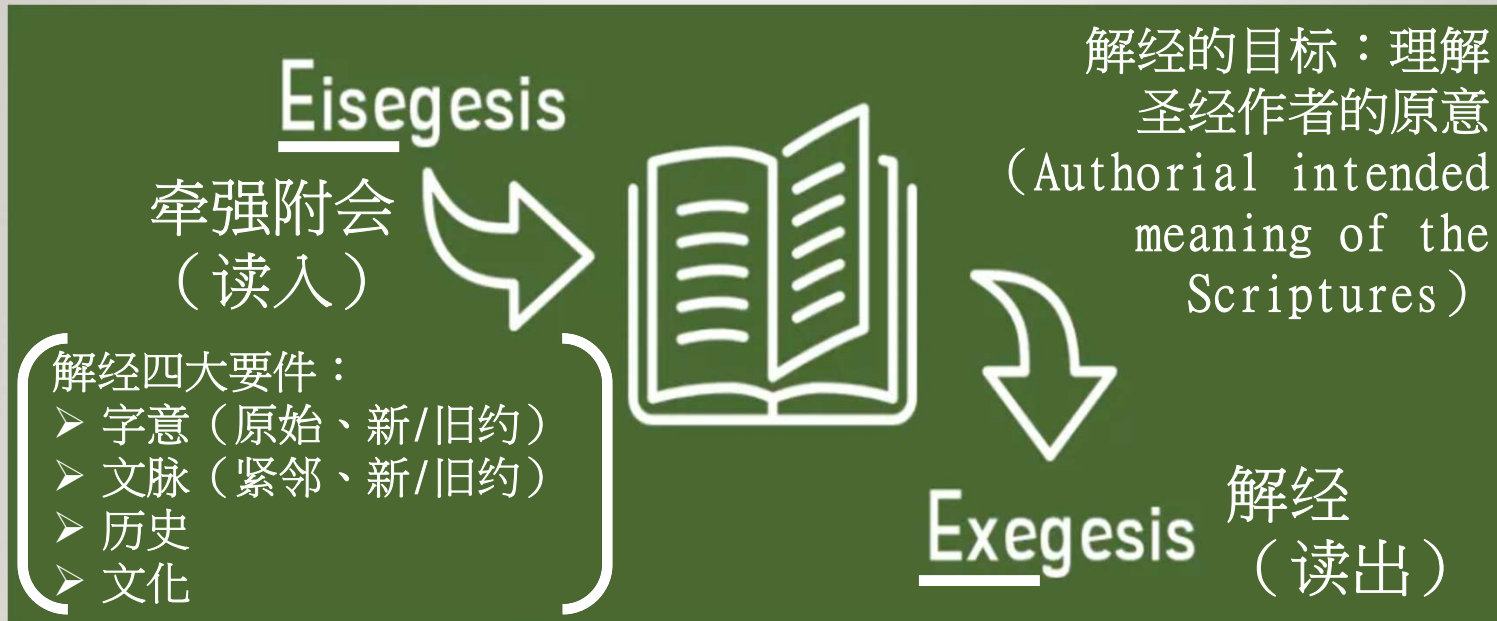 Eisegesis
牵强附会
（读入）
解经四大要件：
➢ 字意（原始、新/旧约）
➢ 文脉（紧邻、新/旧约）
➢ 历史
➢ 文化
解经的目标：理解
圣经作者的原意
（Authorial intended
meaning of the
Scriptures）
Exegesis
解经
（读出）